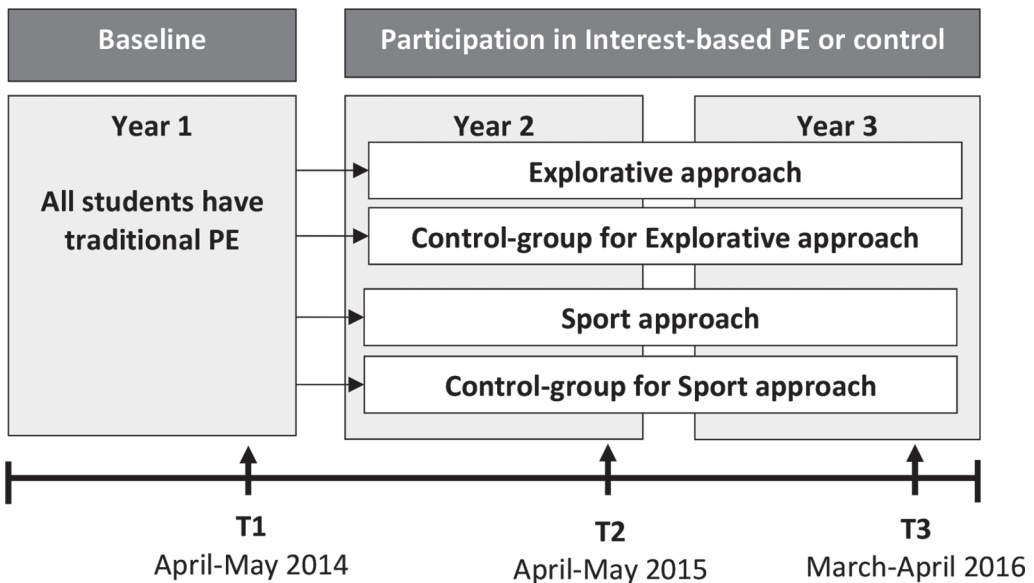 Baseline
Participation in Interest-based PE or control
Year 1
All students have
traditional PE
Year 2
Year 3
Explorative approach
Control-group for Explorative approach
Sport approach
Control-group for Sport approach
T1
April-May 2014
T2
April-May 2015
T3
March-April 2016